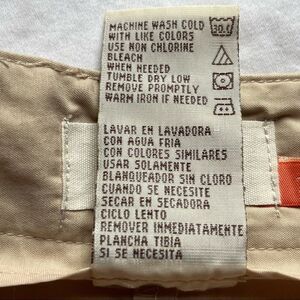 MACHINE WASH COLD
WITH LIKE COLORS
USE NON CHLORINE
BLEACH
WHEN NEEDED
TUMBLE DRY LOW
REMOVE PROMPTLY
WARM IRON IF NEEDED
LAVAR EN LAVADORA
CON AGUA FRIA
CON COLORES SIMILARES
USAR SOLAMENTE
BLANQUEADOR SIN CLORO
CUANDO SE NECESITE
SECAR EN SECADORA
CICLO LENTO
REMOVER INMEDIATAMENTE
PLANCHA TIBIA
SI SE NECESITE